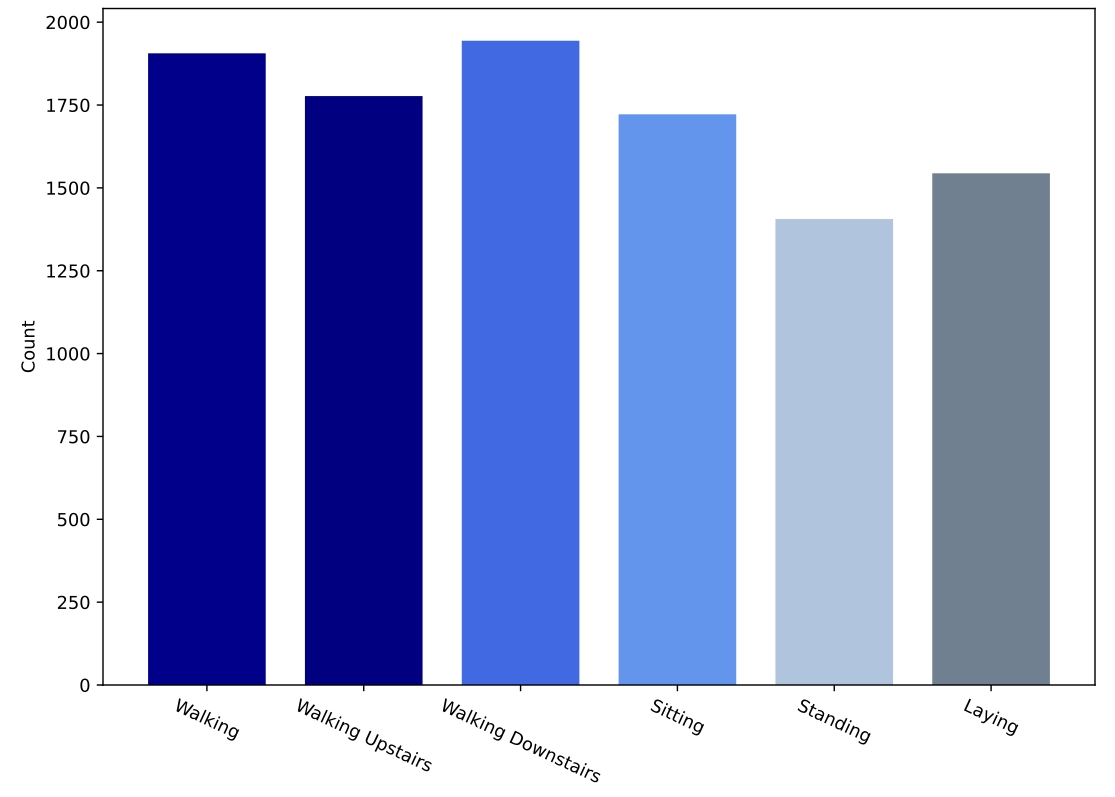 2000
1750
1500
1250
1000
750
500
250
0
Count
Walking
Walking Upstairs
Walking Downstairs
Sitting
Standing
Laying